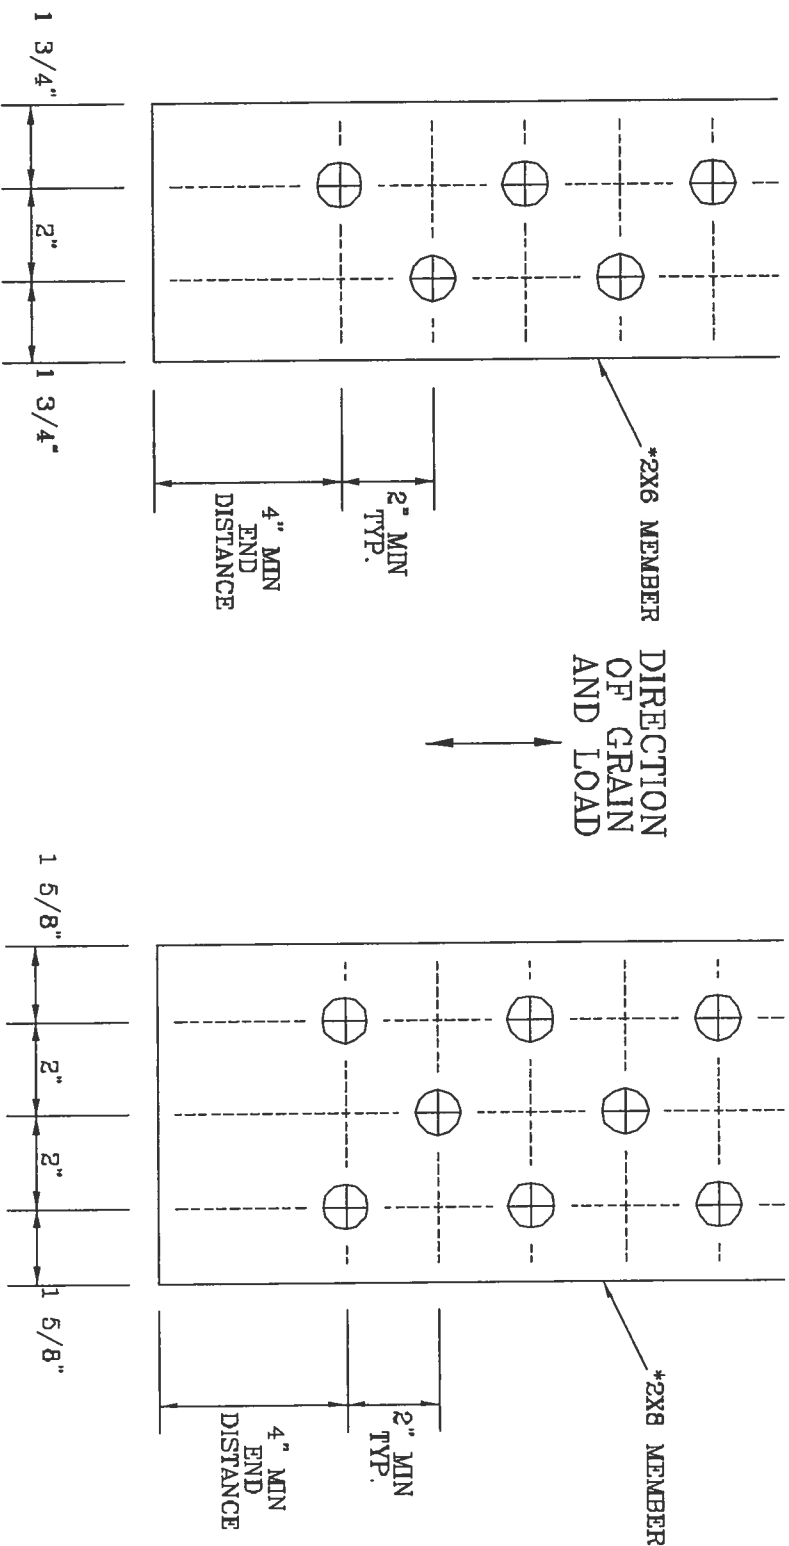 1 3/4"
2"
1 3/4"
*2X6 MEMBER
2" MIN
TYP.
4" MIN
END
DISTANCE
DIRECTION
OF GRAIN
AND LOAD
1 5/8"
2"
2"
1 5/8"
*2X8 MEMBER
2" MIN
TYP.
4" MIN
END
DISTANCE